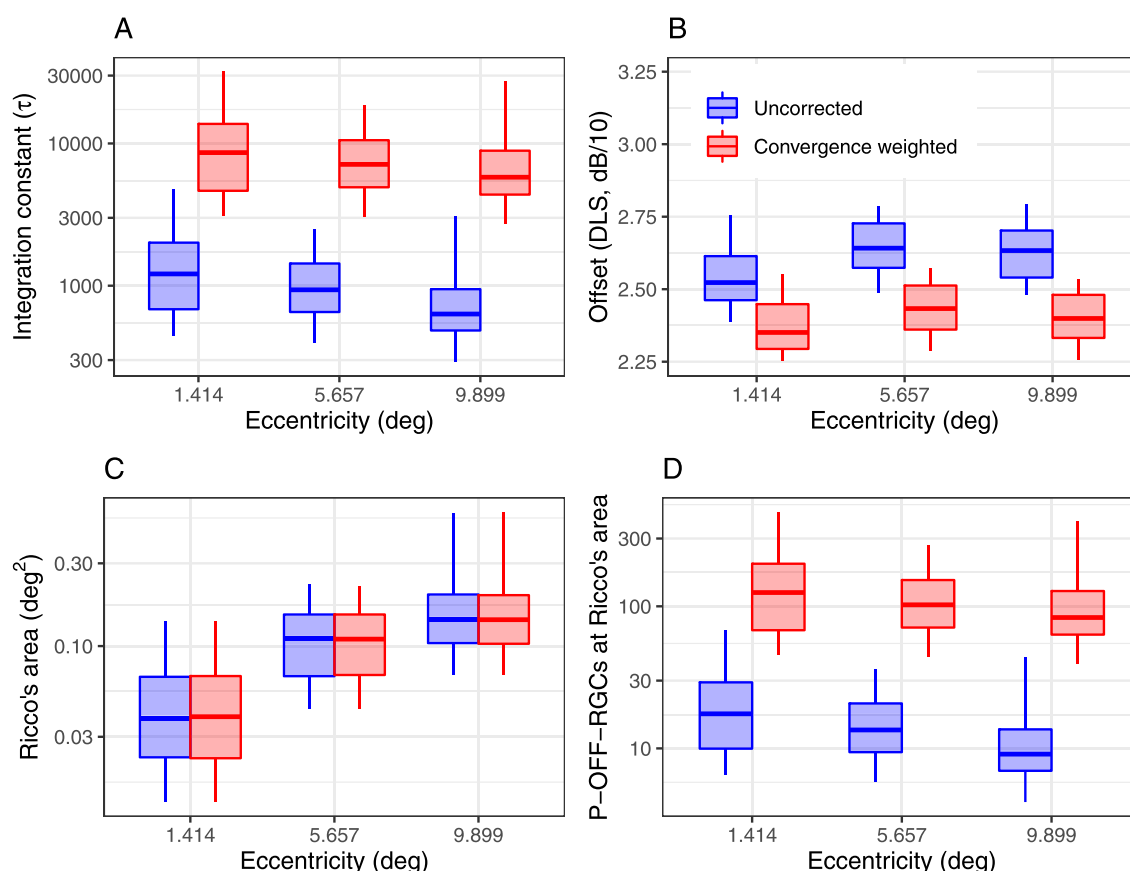 A
Integration constant (τ)
30000
10000
3000
1000
300
1.414
5.657
9.899
Eccentricity (deg)
B
Offset (DLS, dB/10)
3.25
3.00
2.75
2.50
2.25
Uncorrected
Convergence weighted
1.414
5.657
9.899
Eccentricity (deg)
C
Ricco's area (deg²)
0.30
0.10
0.03
1.414
5.657
9.899
Eccentricity (deg)
D
P−OFF−RGCs at Ricco's area
300
100
30
10
1.414
5.657
9.899
Eccentricity (deg)